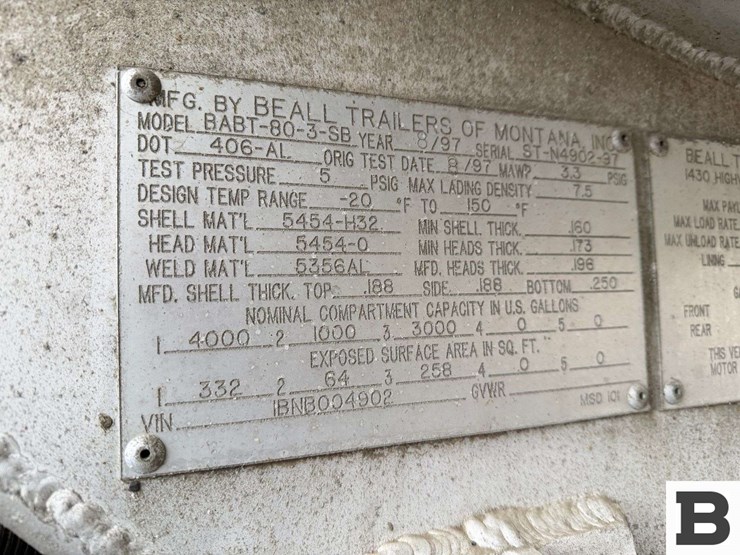 MFG. BY BEALL TRAILERS OF MONTANA, INC.
MODEL BABT-80-3-SB YEAR 8/97 SERIAL ST-N4902-97
DOT 406-AL ORIG TEST DATE 8/97 MAWP 3.3 PSIG
TEST PRESSURE 5 PSIG MAX LADING DENSITY 7.5
DESIGN TEMP RANGE -20 °F TO 150 °F
SHELL MAT'L 5454-H32 MIN SHELL THICK. .160
HEAD MAT'L 5454-0 MIN HEADS THICK. .173
WELD MAT'L 5356AL MFD. HEADS THICK. .196
MFD. SHELL THICK. TOP .188 SIDE .188 BOTTOM .250
NOMINAL COMPARTMENT CAPACITY IN U.S. GALLONS
1 4000 2 1000 3 3000 4 0 5 0
EXPOSED SURFACE AREA IN SQ. FT.
1 332 2 64 3 258 4 0 5 0
VIN 1BNB004902 GVWR MSD 101
BEALL
1430 HIGHW
MAX PAYL
MAX LOAD RATE
MAX UNLOAD RATE
LINING
FRONT
REAR
THIS VE
MOTOR
B